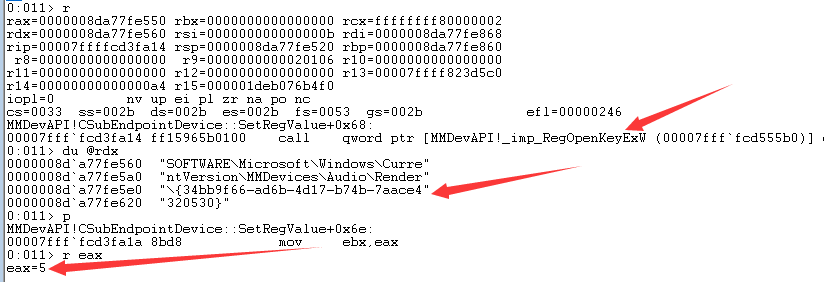 0:011> r
rax=0000008da77fe550 rbx=0000000000000000 rcx=ffffffff80000002
rdx=0000008da77fe560 rsi=000000000000000b rdi=0000008da77fe868
rip=00007ffffcd3fa14 rsp=0000008da77fe520 rbp=0000008da77fe860
r8=0000000000000000 r9=0000000000020106 r10=0000000000000000
r11=0000000000000000 r12=0000000000000000 r13=00007ffff823d5c0
r14=00000000000000a4 r15=000001deb076b4f0
iopl=0 nv up ei pl zr na po nc
cs=0033 ss=002b ds=002b es=002b fs=0053 gs=002b efl=00000246
MMDevAPI!CSubEndpointDevice::SetRegValue+0x68:
00007fff`fcd3fa14 ff15965b0100 call qword ptr [MMDevAPI!_imp_RegOpenKeyExW (00007fff`fcd555b0)]
0:011> du @rdx
0000008d`a77fe560 "SOFTWARE\Microsoft\Windows\Curre"
0000008d`a77fe5a0 "ntVersion\MMDevices\Audio\Render"
0000008d`a77fe5e0 "\{34bb9f66-ad6b-4d17-b74b-7aace4"
0000008d`a77fe620 "320530}"
0:011> p
MMDevAPI!CSubEndpointDevice::SetRegValue+0x6e:
00007fff`fcd3fa1a 8bd8 mov ebx,eax
0:011> r eax
eax=5